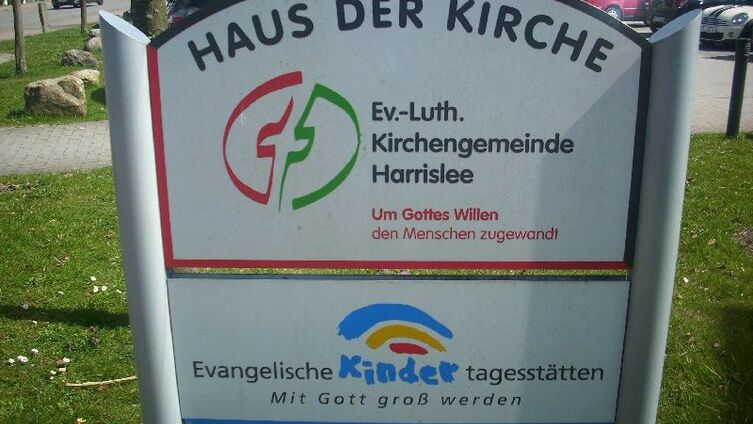 HAUS DER KIRCHE
Ev.-Luth.
Kirchengemeinde
Harrislee
Um Gottes Willen
den Menschen zugewandt
Evangelische Kinder tagesstätten
Mit Gott groß werden